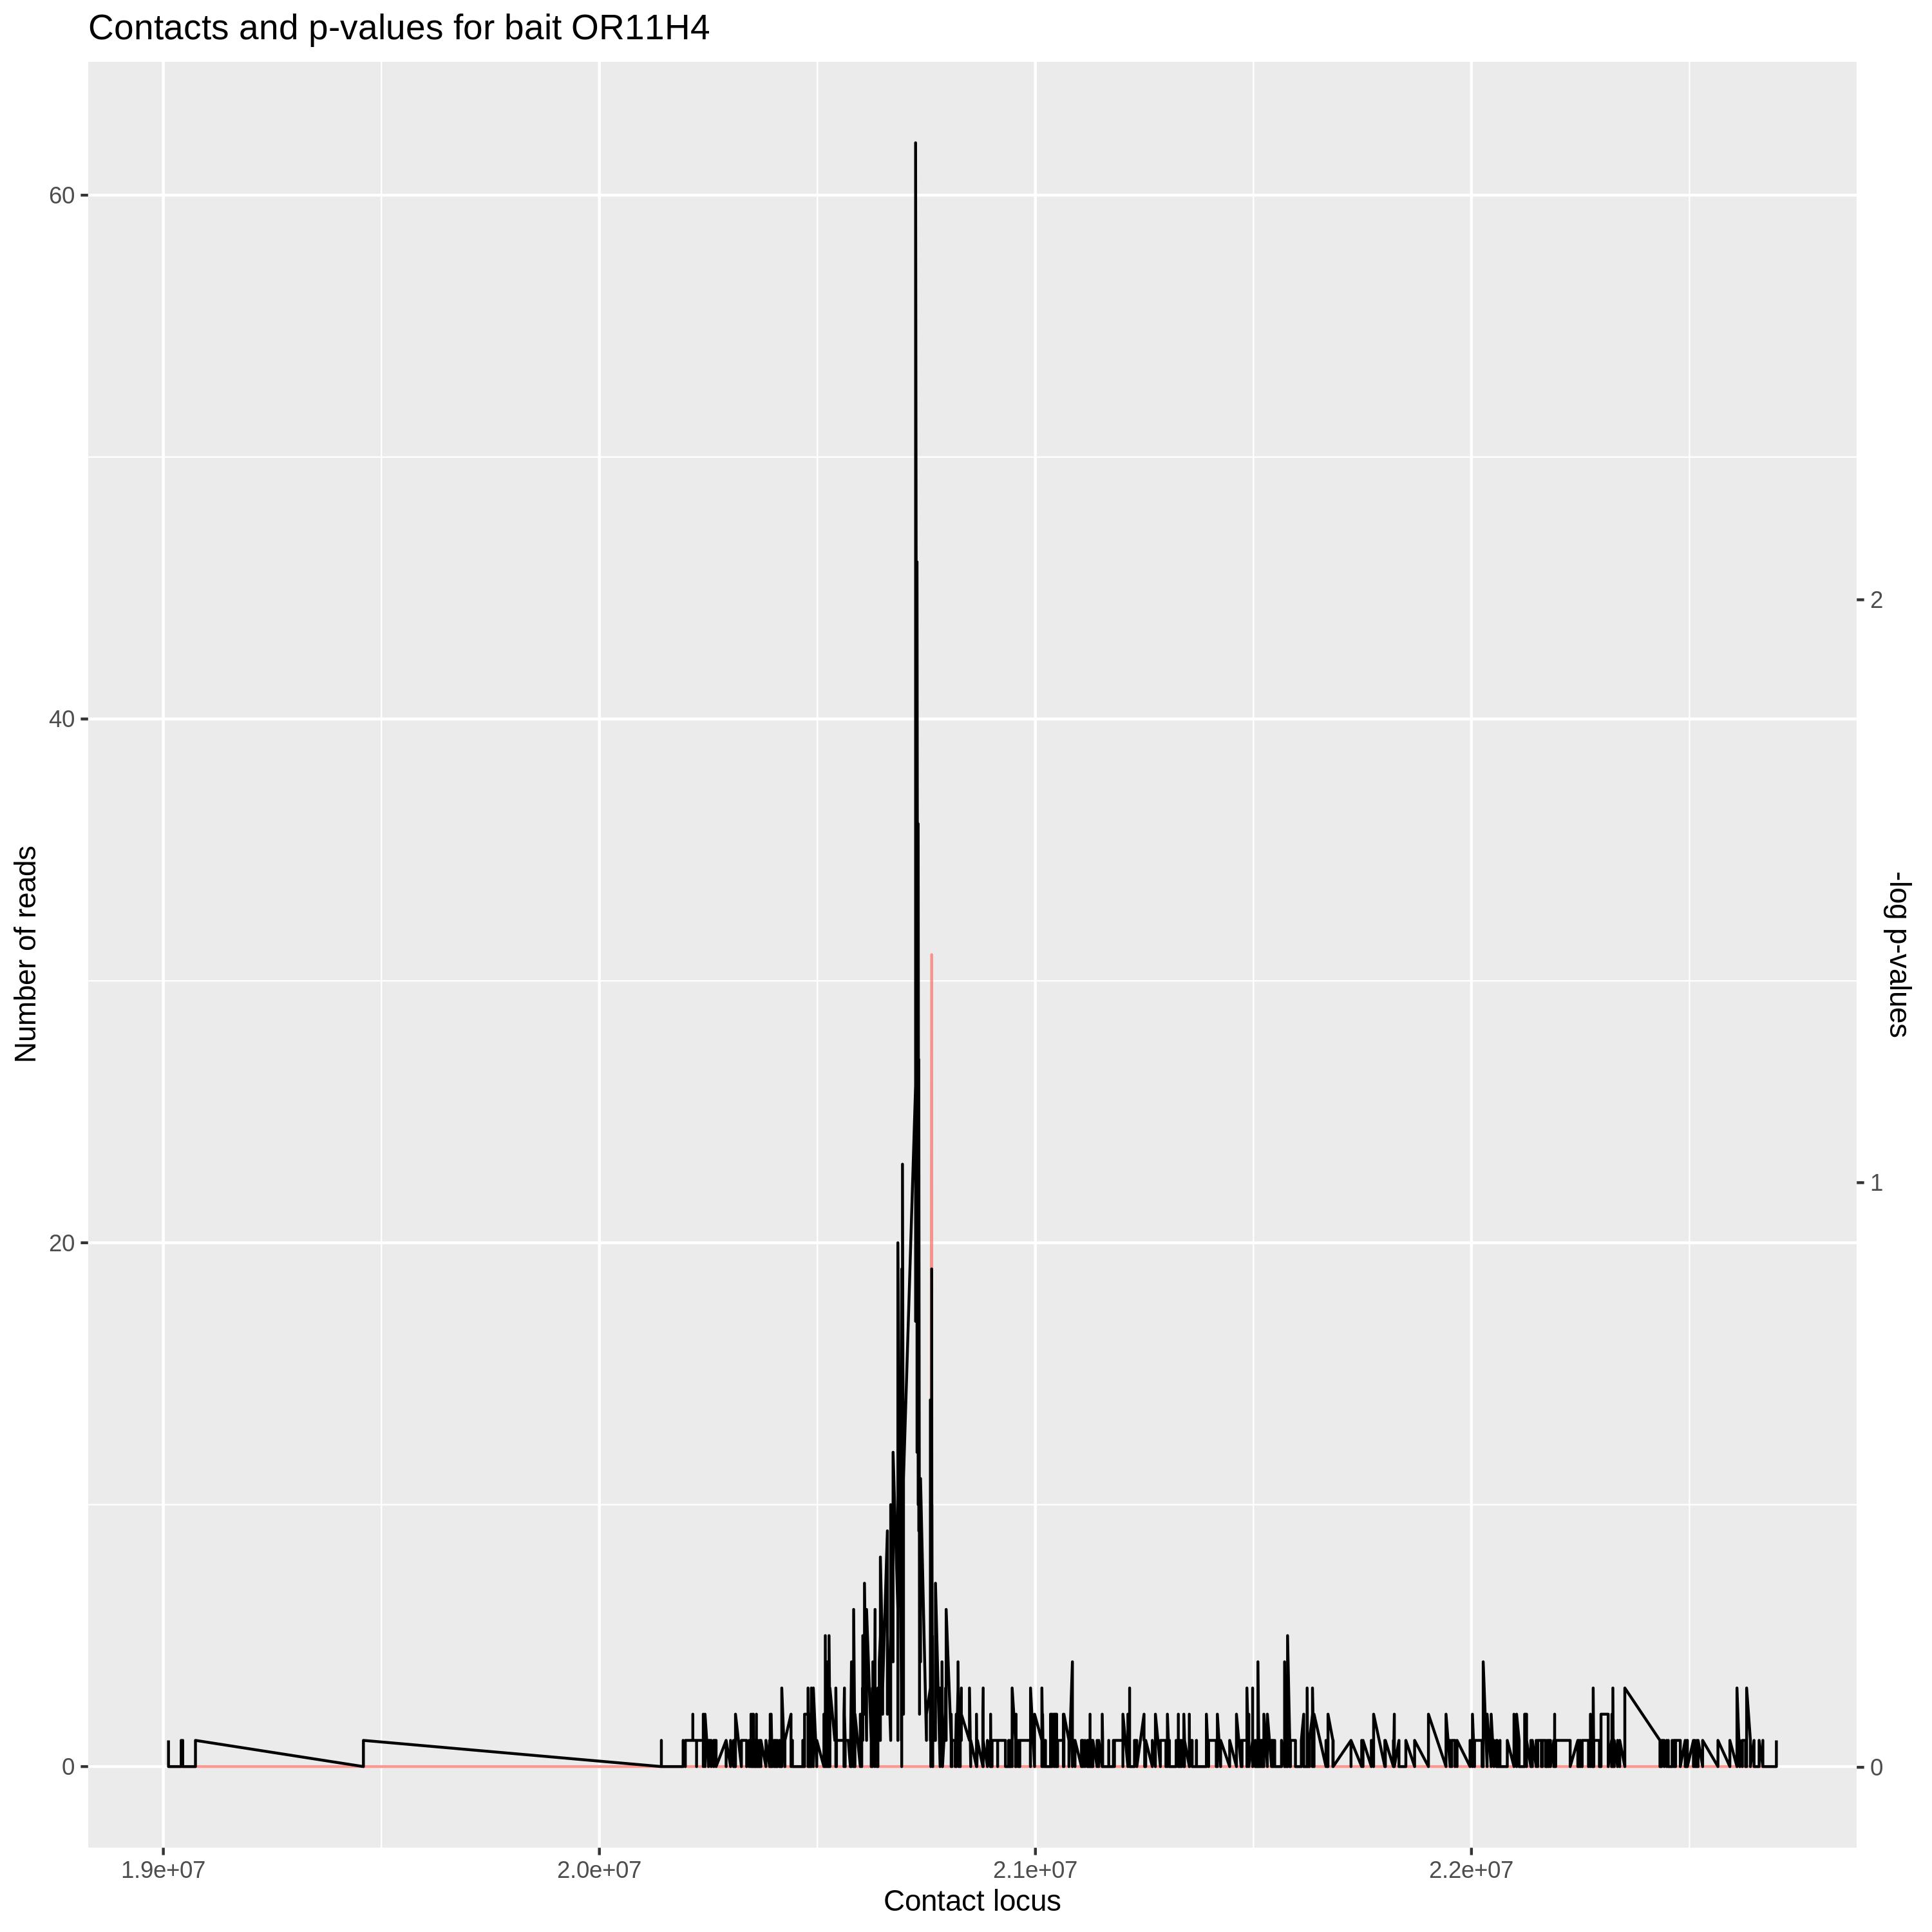 Contacts and p-values for bait OR11H4
60
40
20
0
Number of reads
2
1
0
-log p-values
1.9e+07 2.0e+07 2.1e+07 2.2e+07
Contact locus